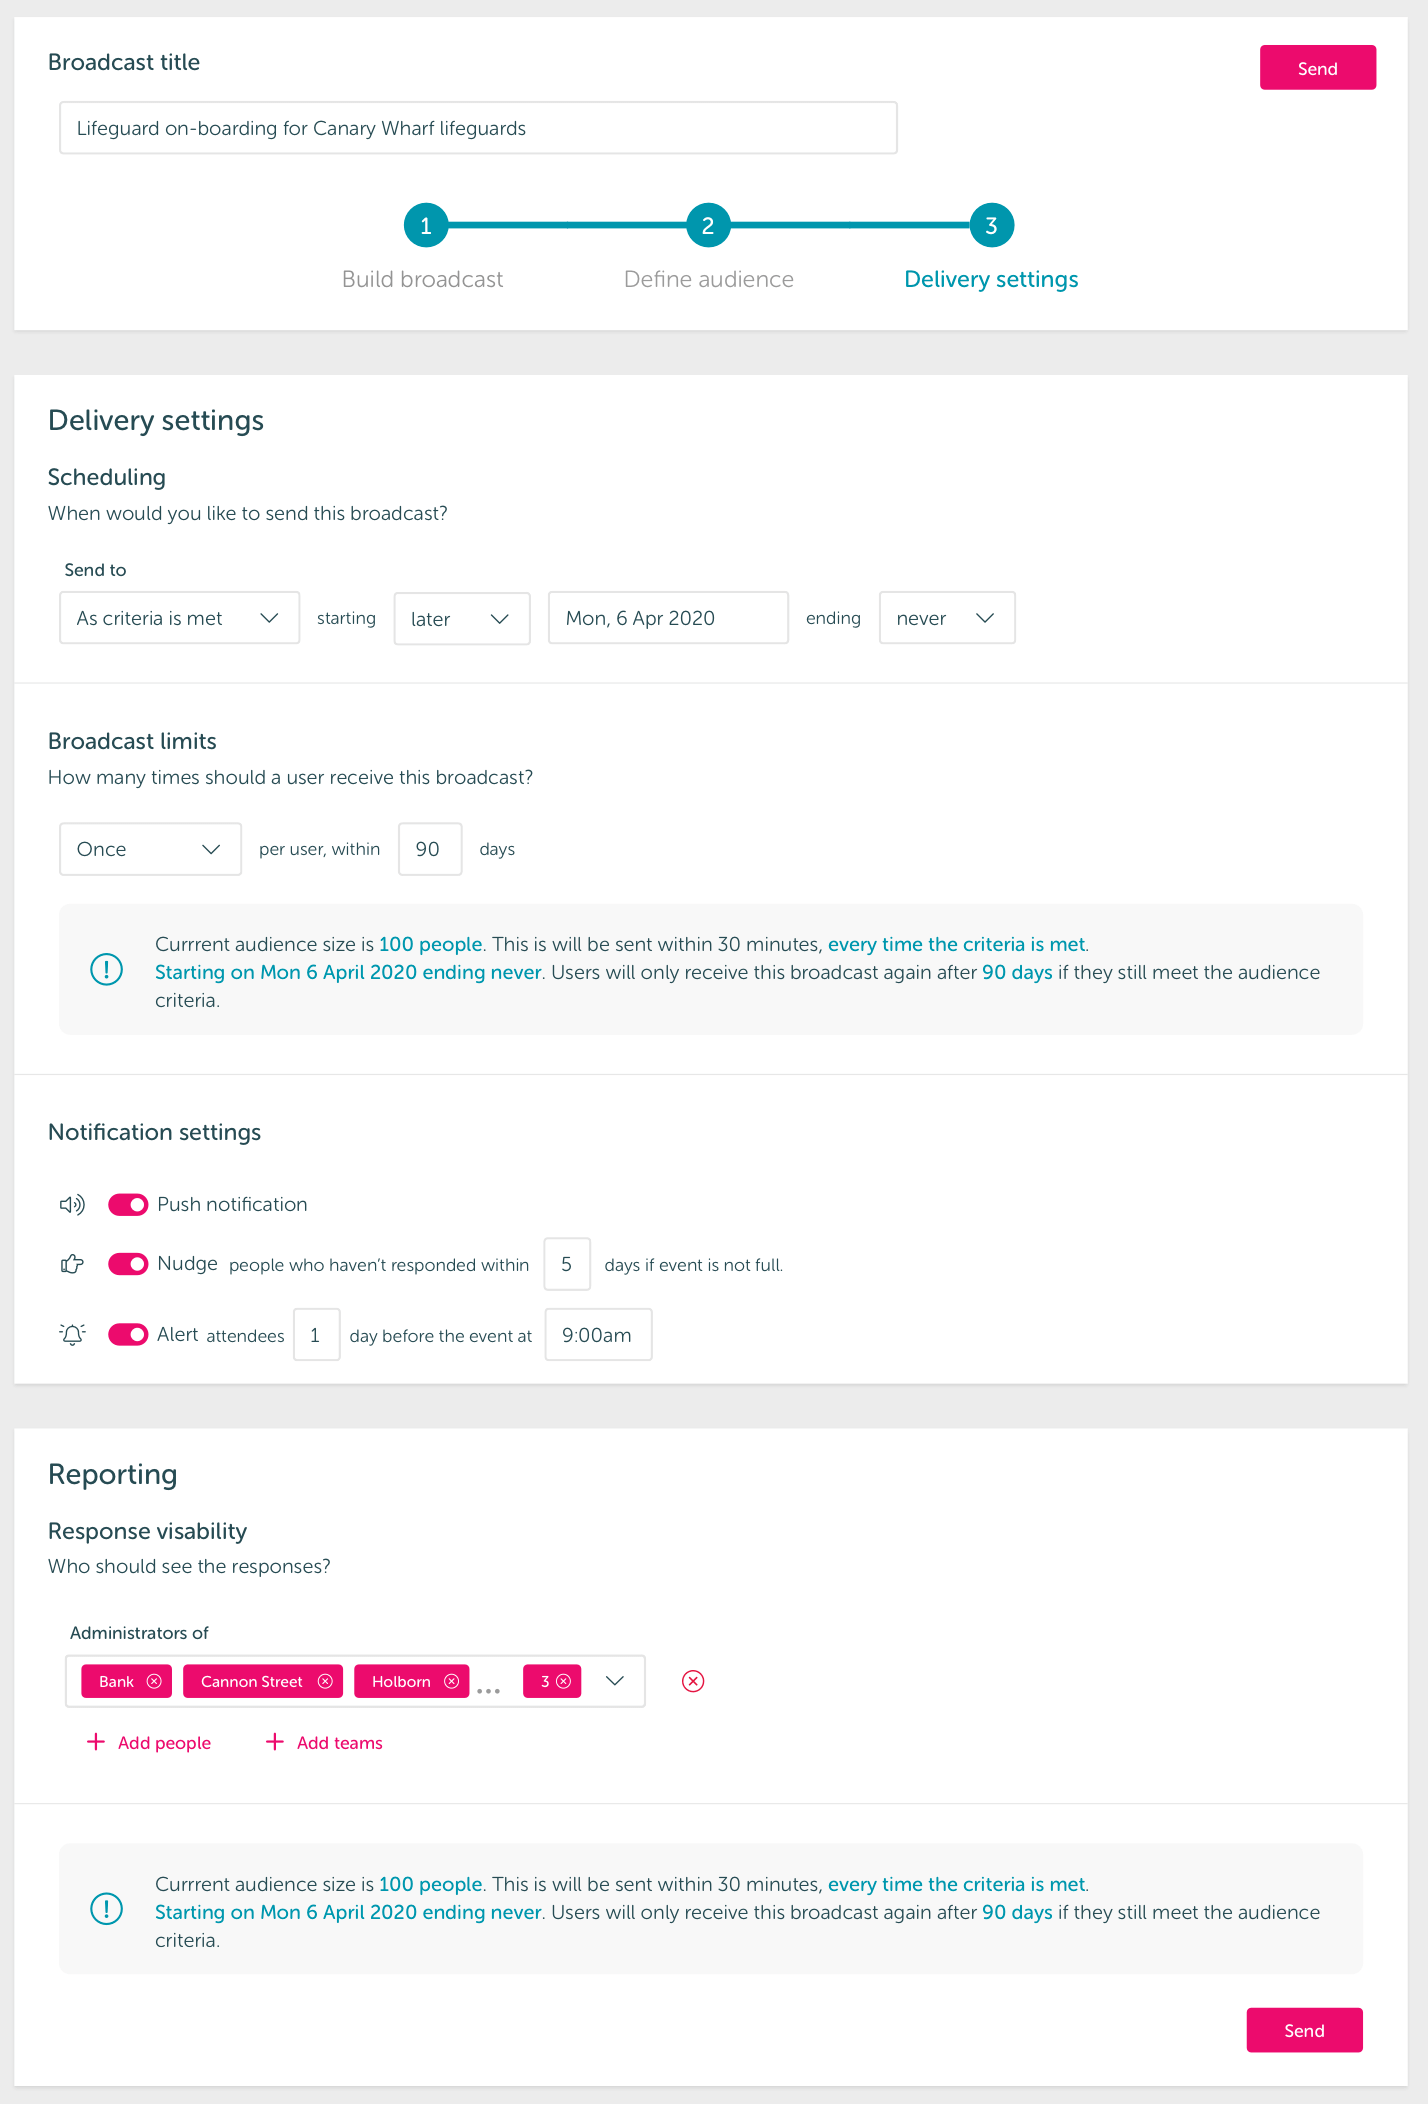 Broadcast title
Send
Lifeguard on-boarding for Canary Wharf lifeguards
1 2 3
Build broadcast Define audience Delivery settings
Delivery settings
Scheduling
When would you like to send this broadcast?
Send to
As criteria is met starting later Mon, 6 Apr 2020 ending never
Broadcast limits
How many times should a user receive this broadcast?
Once per user, within 90 days
Currrent audience size is 100 people. This is will be sent within 30 minutes, every time the criteria is met.
Starting on Mon 6 April 2020 ending never. Users will only receive this broadcast again after 90 days if they still meet the audience
criteria.
Notification settings
Push notification
Nudge people who haven't responded within 5 days if event is not full.
Alert attendees 1 day before the event at 9:00am
Reporting
Response visability
Who should see the responses?
Administrators of
Bank Cannon Street Holborn ... 3
Add people Add teams
Currrent audience size is 100 people. This is will be sent within 30 minutes, every time the criteria is met.
Starting on Mon 6 April 2020 ending never. Users will only receive this broadcast again after 90 days if they still meet the audience
criteria.
Send